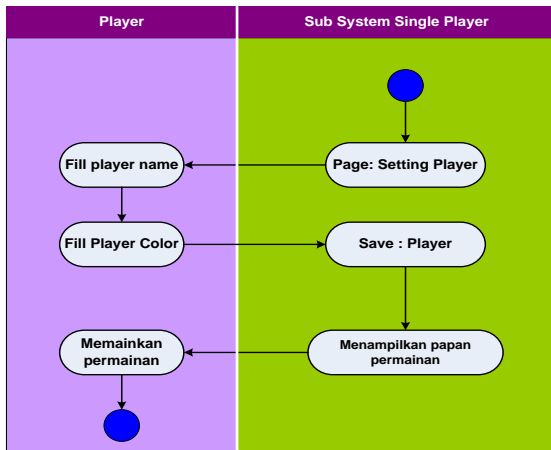 Player
Sub System Single Player
Page: Setting Player
Fill player name
Fill Player Color
Save : Player
Menampilkan papan
permainan
Memainkan
permainan